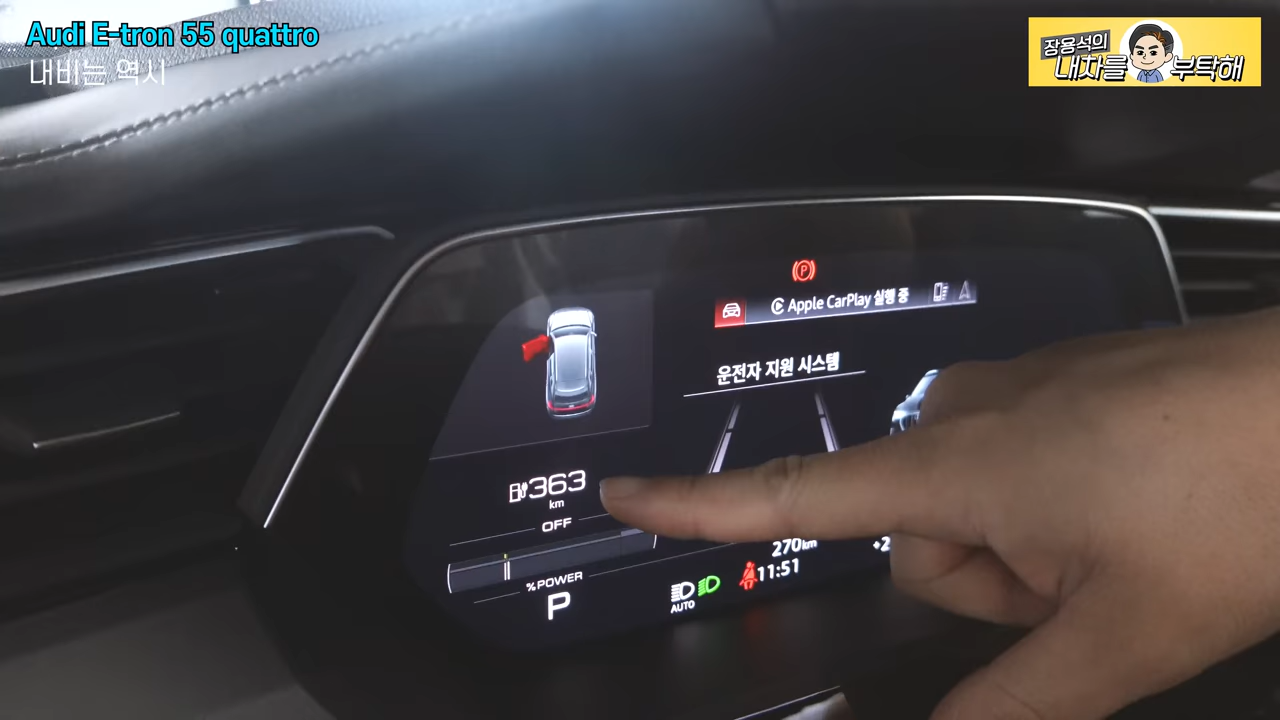 Audi E-tron 55 quattro
내비는 역시
장용석의
내차를 부탁해
P
Apple CarPlay 실행 중
운전자 지원 시스템
363
km
OFF
270km
+2
% POWER
11:51
P
AUTO